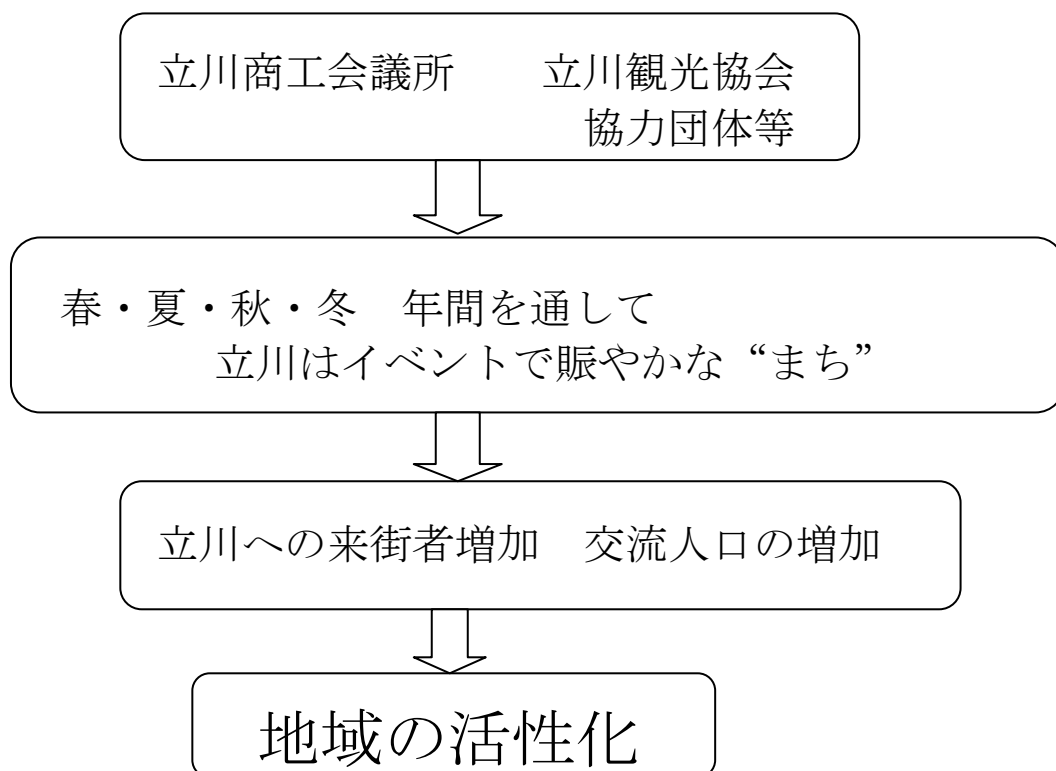 立川商工会議所　　立川観光協会
協力団体等
春・夏・秋・冬　年間を通して
立川はイベントで賑やかな“まち”
立川への来街者増加　交流人口の増加
地域の活性化